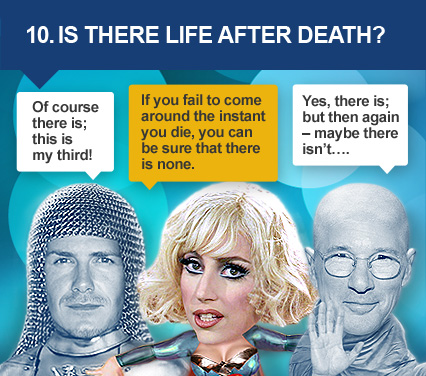 10. IS THERE LIFE AFTER DEATH?
Of course
there is;
this is
my third!
If you fail to come
around the instant
you die, you can
be sure that there
is none.
Yes, there is;
but then again
– maybe there
isn't....